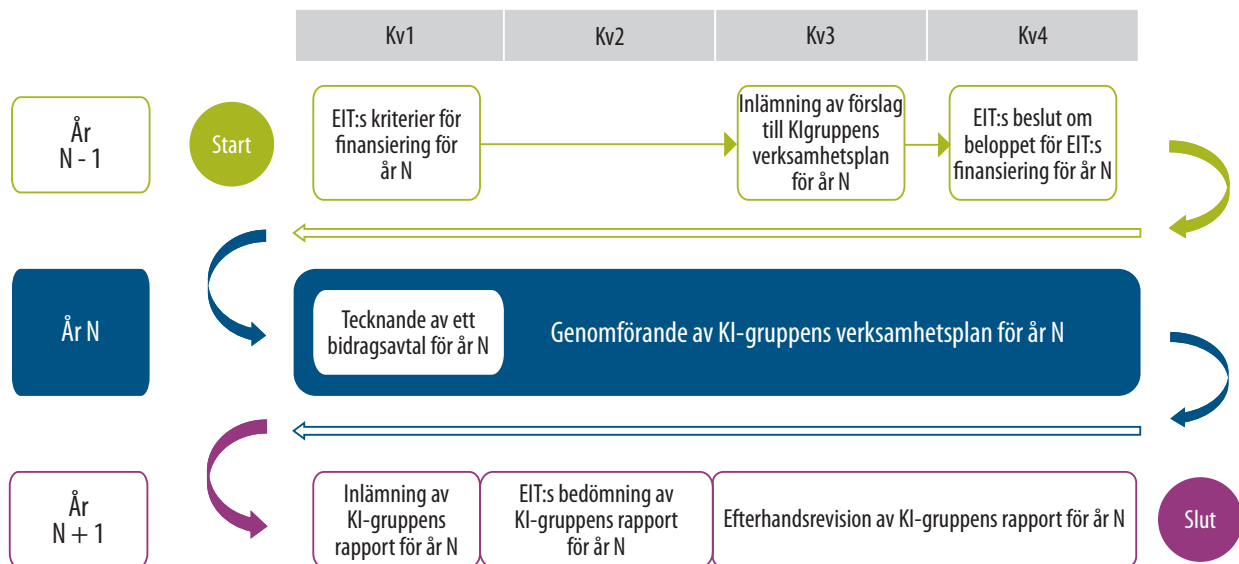 Kv1
Kv2
Kv3
Kv4
År
N - 1
Start
EIT:s kriterier för
finansiering för
år N
Inlämning av förslag
till KIgruppens
verksamhetsplan
för år N
EIT:s beslut om
beloppet för EIT:s
finansiering för år N
År N
Tecknande av ett
bidragsavtal för år N
Genomförande av KI-gruppens verksamhetsplan för år N
År
N + 1
Inlämning av
KI-gruppens
rapport för år N
EIT:s bedömning av
KI-gruppens rapport
för år N
Efterhandsrevision av KI-gruppens rapport för år N
Slut